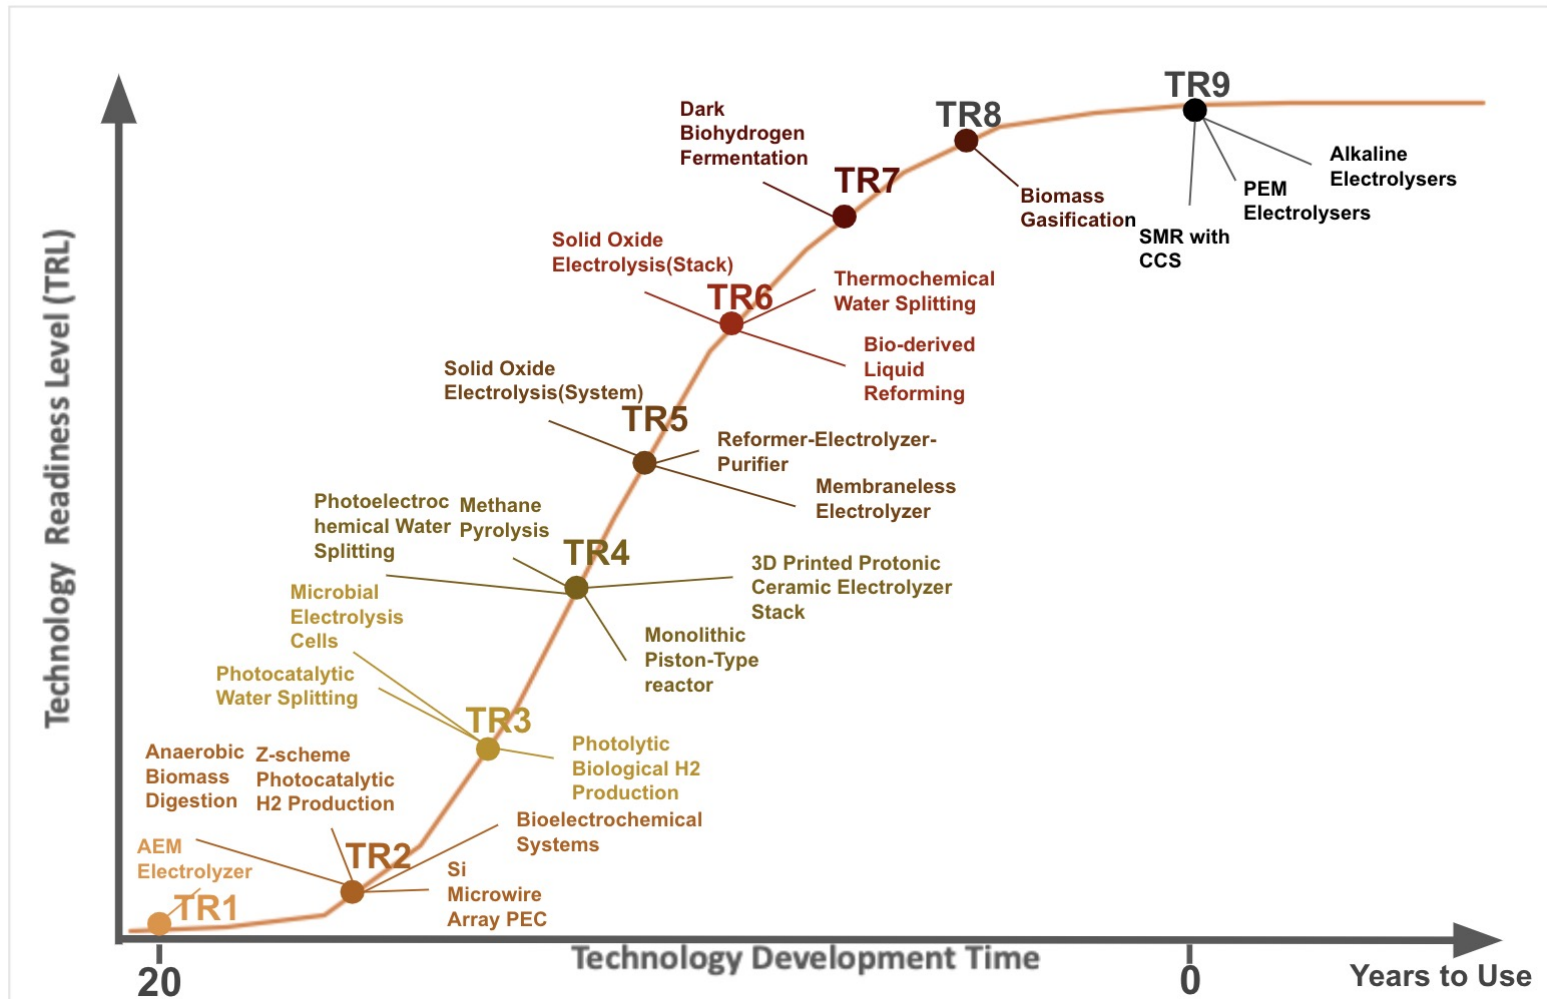 TR9
TR8
Dark
Biohydrogen
Fermentation
Alkaline
Electrolysers
TR7
PEM
Electrolysers
Biomass
Gasification
SMR with
CCS
Solid Oxide
Electrolysis(Stack)
TR6
Thermochemical
Water Splitting
Bio-derived
Liquid
Reforming
Solid Oxide
Electrolysis(System)
TR5
Reformer-Electrolyzer-
Purifier
Membraneless
Electrolyzer
Photoelectroc
hemical Water
Splitting
Methane
Pyrolysis
TR4
3D Printed Protonic
Ceramic Electrolyzer
Stack
Microbial
Electrolysis
Cells
Monolithic
Piston-Type
reactor
Photocatalytic
Water Splitting
TR3
Photolytic
Biological H2
Production
Anaerobic
Biomass
Digestion
Z-scheme
Photocatalytic
H2 Production
Bioelectrochemical
Systems
TR2
AEM
Electrolyzer
Si
Microwire
Array PEC
TR1
Technology Readiness Level (TRL)
Technology Development Time
20
0
Years to Use